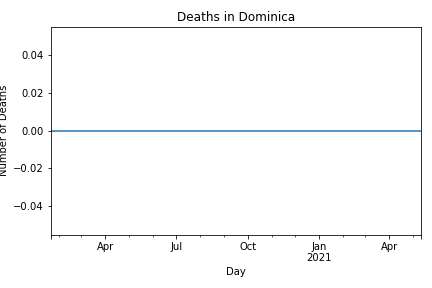 Deaths in Dominica
0.04
0.02
0.00
−0.02
−0.04
Number of Deaths
Apr Jul Oct Jan Apr
2021
Day